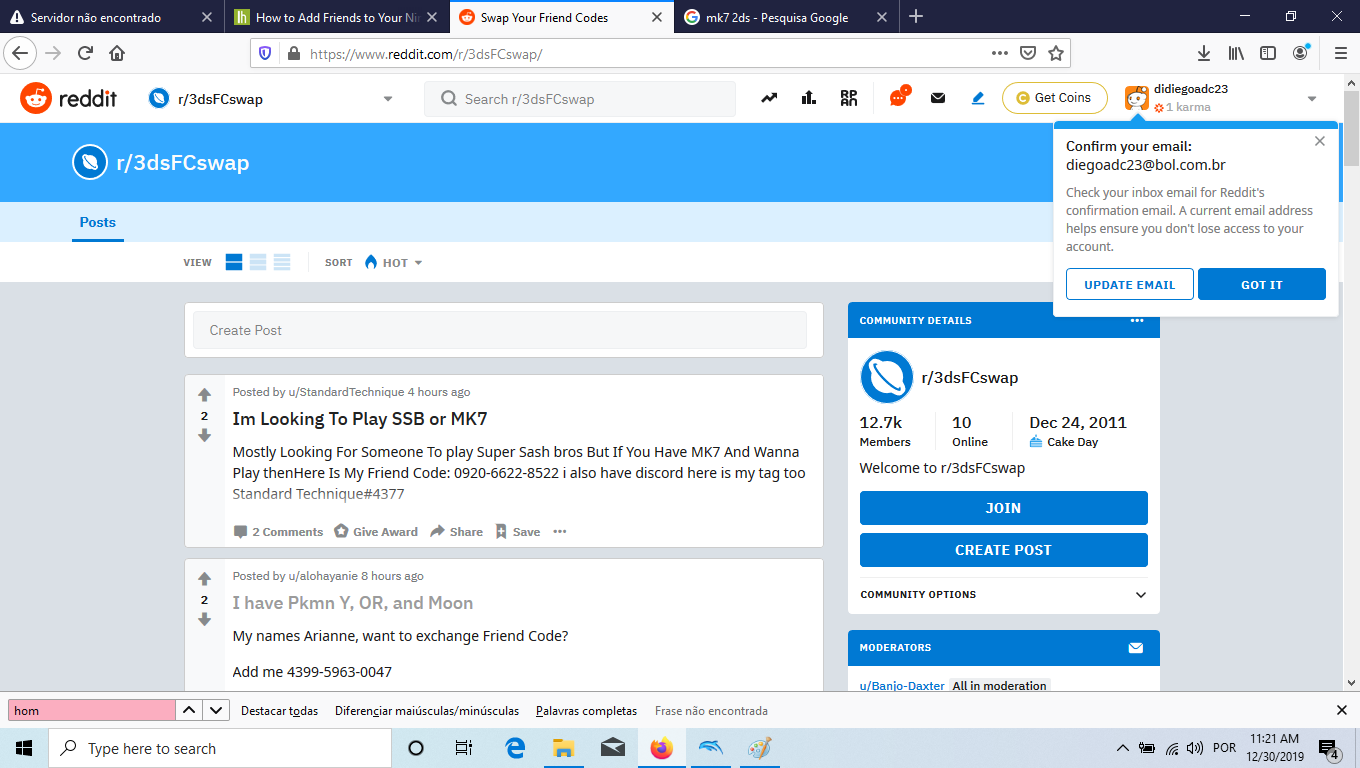 Servidor não encontrado
How to Add Friends to Your Nin
Swap Your Friend Codes
mk7 2ds - Pesquisa Google
https://www.reddit.com/r/3dsFCswap/
reddit
r/3dsFCswap
Search r/3dsFCswap
Get Coins
didiegoadc23
1 karma
r/3dsFCswap
Confirm your email:
diegoadc23@bol.com.br
Check your inbox email for Reddit's
confirmation email. A current email address
helps ensure you don't lose access to your
account.
UPDATE EMAIL
GOT IT
Posts
VIEW
SORT
HOT
Create Post
Posted by u/StandardTechnique 4 hours ago
2
Im Looking To Play SSB or MK7
Mostly Looking For Someone To play Super Sash bros But If You Have MK7 And Wanna
Play thenHere Is My Friend Code: 0920-6622-8522 i also have discord here is my tag too
Standard Technique#4377
2 Comments
Give Award
Share
Save
Posted by u/alohayanie 8 hours ago
2
I have Pkmn Y, OR, and Moon
My names Arianne, want to exchange Friend Code?
Add me 4399-5963-0047
COMMUNITY DETAILS
r/3dsFCswap
12.7k
Members
10
Online
Dec 24, 2011
Cake Day
Welcome to r/3dsFCswap
JOIN
CREATE POST
COMMUNITY OPTIONS
MODERATORS
u/Banjo-Daxter All in moderation
hom
Destacar todas
Diferenciar maiúsculas/minúsculas
Palavras completas
Frase não encontrada
Type here to search
POR
11:21 AM
12/30/2019
4